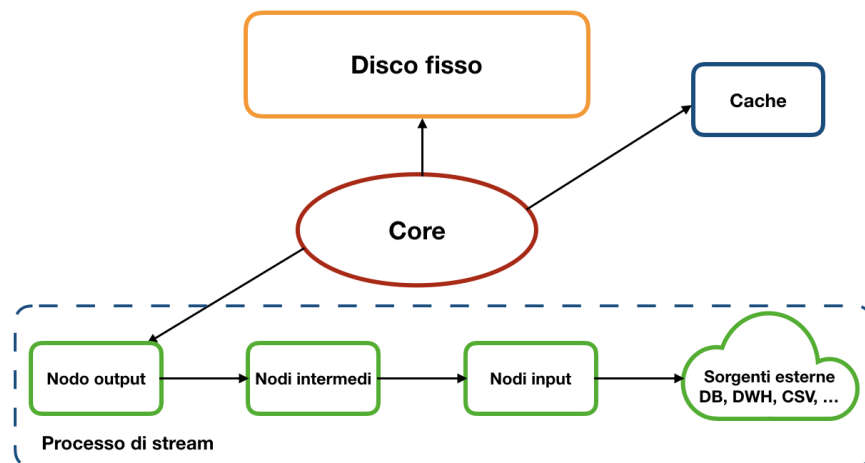 Disco fisso
Cache
Core
Nodo output
Nodi intermedi
Nodi input
Sorgenti esterne
DB, DWH, CSV, ...
Processo di stream